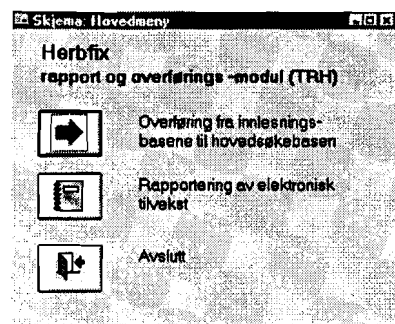 Skjema: Hovedmeny
Herbfix
rapport og overførings -modul (TRH)
Overføring fra innlesnings-
basene til hovedsøkebasen
Rapportering av elektronisk
tilvekst
Avslutt